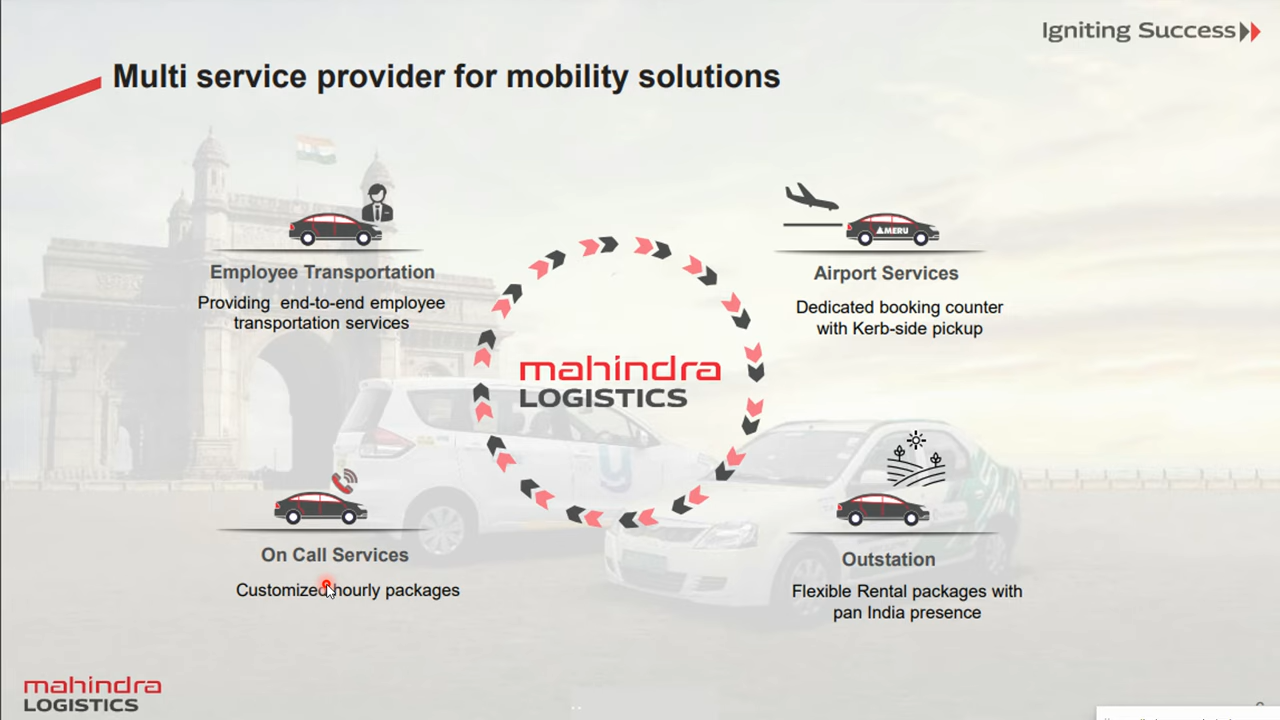 Igniting Success
Multi service provider for mobility solutions
Employee Transportation
Providing end-to-end employee
transportation services
MERU
Airport Services
Dedicated booking counter
with Kerb-side pickup
mahindra
LOGISTICS
On Call Services
Customized hourly packages
Outstation
Flexible Rental packages with
pan India presence
mahindra
LOGISTICS